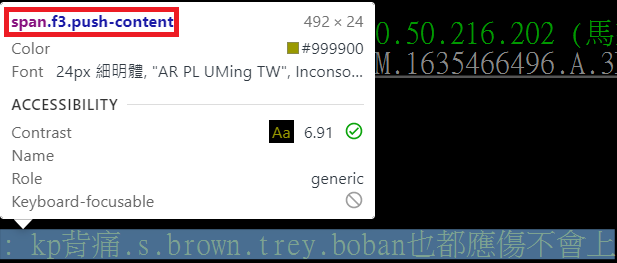 span.f3.push-content 492 × 24
Color #999900
Font 24px 細明體, "AR PL UMing TW", Inconso...
ACCESSIBILITY
Contrast Aa 6.91
Name
Role generic
Keyboard-focusable
0.50.216.202 (馬
M.1635466496.A.3
: kp背痛.s.brown.trey.boban也都應傷不會上